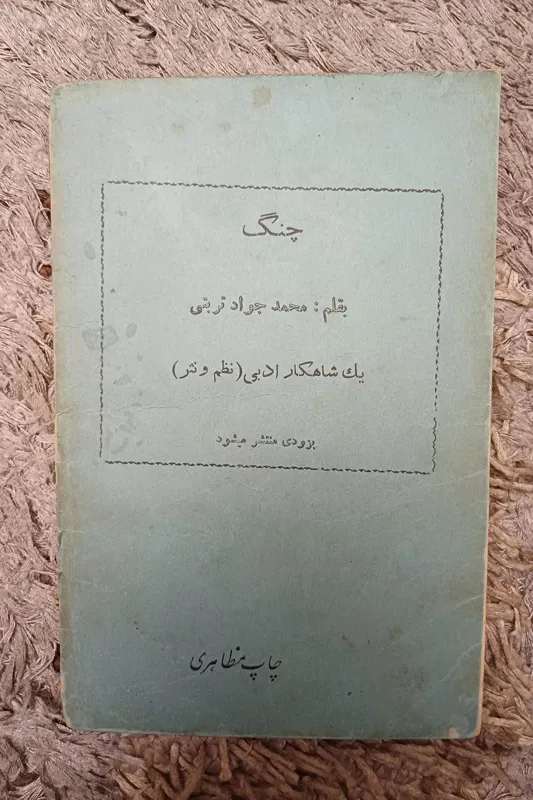 چنگ
بقلم : محمد جواد تربتی
یك شاهکار ادبی (نظم و نثر)
بزودی منتشر میشود
چاپ مظاهری